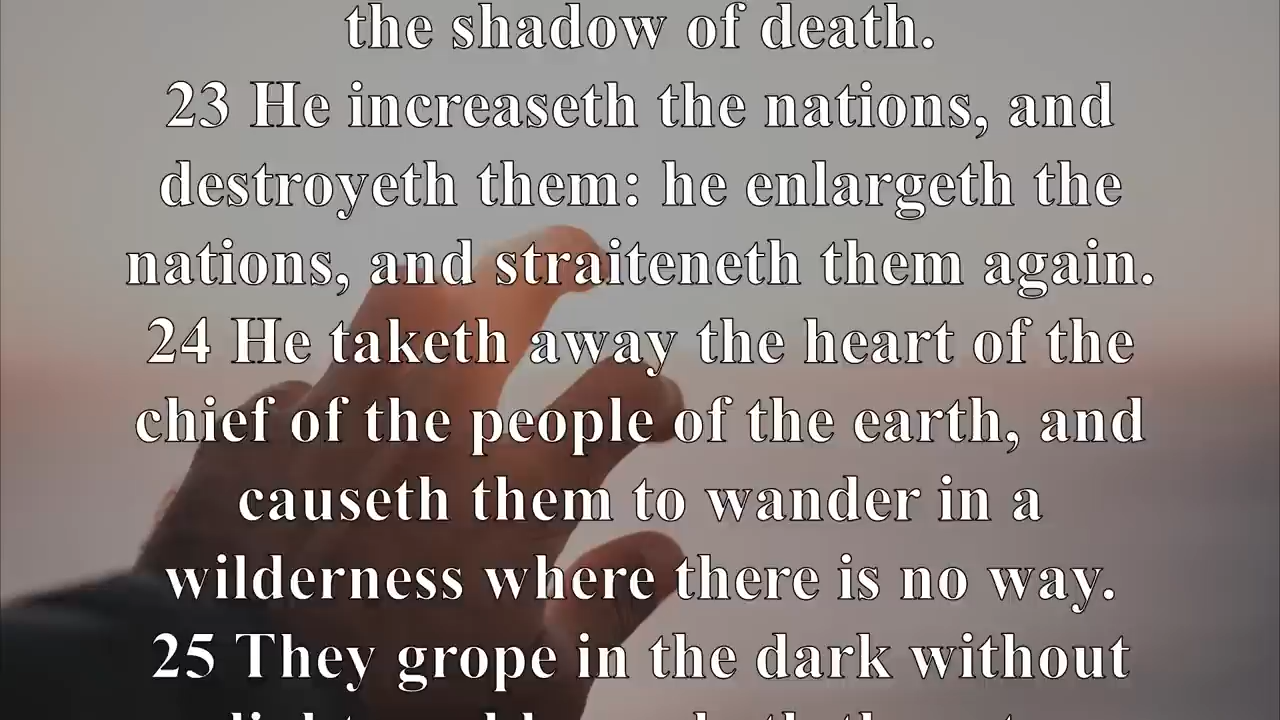 the shadow of death.
23 He increaseth the nations, and
destroyeth them: he enlargeth the
nations, and straiteneth them again.
24 He taketh away the heart of the
chief of the people of the earth, and
causeth them to wander in a
wilderness where there is no way.
25 They grope in the dark without